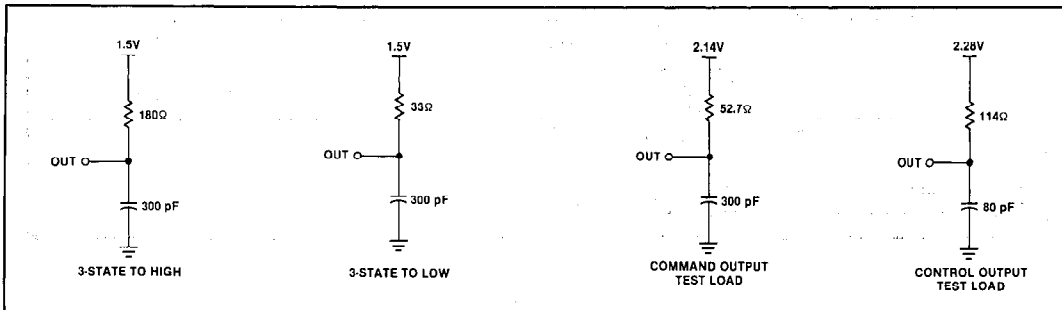 1.5V
180Ω
OUT
300 pF
3-STATE TO HIGH
1.5V
33Ω
OUT
300 pF
3-STATE TO LOW
2.14V
52.7Ω
OUT
300 pF
COMMAND OUTPUT
TEST LOAD
2.28V
114Ω
OUT
80 pF
CONTROL OUTPUT
TEST LOAD